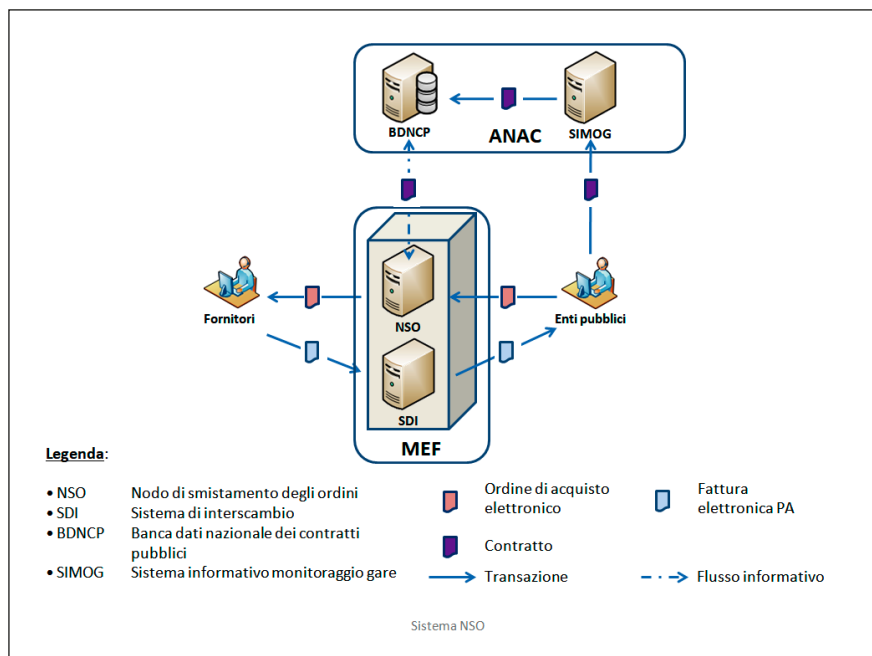 BDNCP
ANAC
SIMOG
Fornitori
NSO
Enti pubblici
SDI
MEF
Legenda:
• NSO Nodo di smistamento degli ordini
• SDI Sistema di interscambio
• BDNCP Banca dati nazionale dei contratti
pubblici
• SIMOG Sistema informativo monitoraggio gare
Ordine di acquisto
elettronico
Fattura
elettronica PA
Contratto
Transazione
Flusso informativo
Sistema NSO